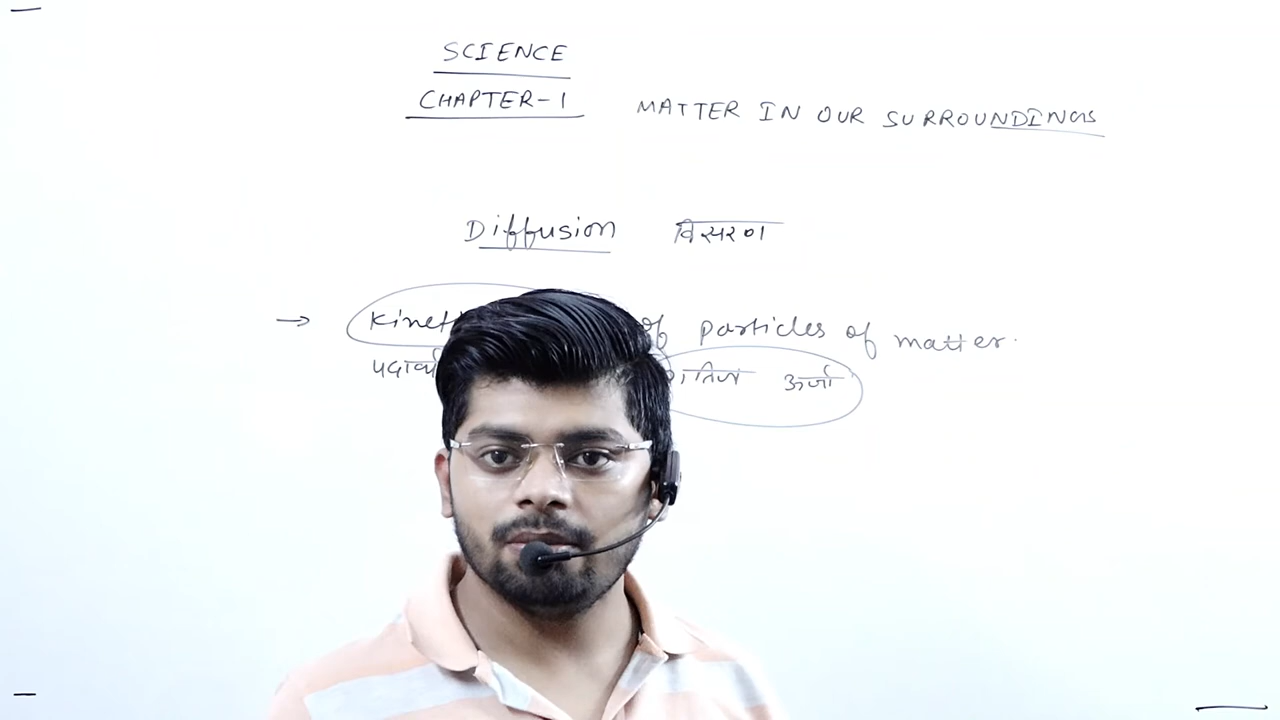 SCIENCE
CHAPTER-1 MATTER IN OUR SURROUNDINGS
Diffusion विसरण
→ of particles of matter.
ऊर्जा